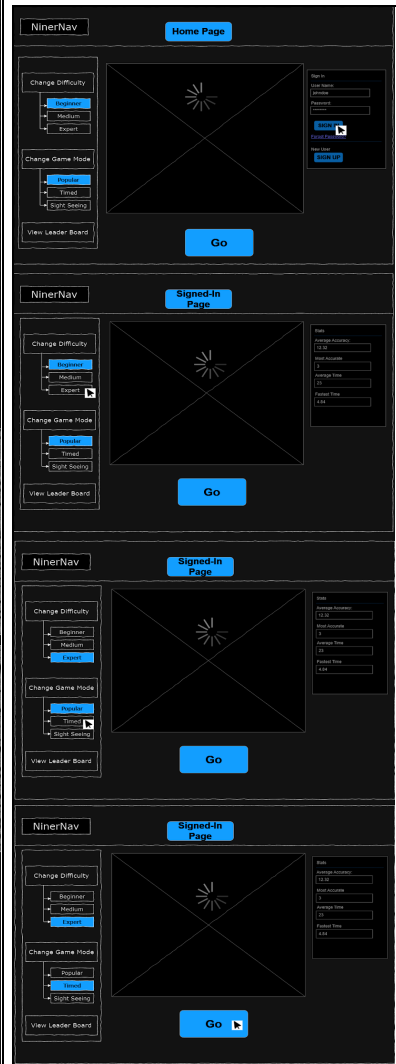 NinerNav
Home Page
Change Difficulty
Beginner
Medium
Expert
Change Game Mode
Popular
Timed
Sight Seeing
View Leader Board
Sign In
User Name:
johndoe
Password:
********
SIGN IN
Forgot Password?
New User
SIGN UP
Go
NinerNav
Signed-In
Page
Change Difficulty
Beginner
Medium
Expert
Change Game Mode
Popular
Timed
Sight Seeing
View Leader Board
Stats
Average Accuracy:
12.32
Most Accurate
3
Average Time
23
Fastest Time
4.84
Go
NinerNav
Signed-In
Page
Change Difficulty
Beginner
Medium
Expert
Change Game Mode
Popular
Timed
Sight Seeing
View Leader Board
Stats
Average Accuracy:
12.32
Most Accurate
3
Average Time
23
Fastest Time
4.84
Go
NinerNav
Signed-In
Page
Change Difficulty
Beginner
Medium
Expert
Change Game Mode
Popular
Timed
Sight Seeing
View Leader Board
Stats
Average Accuracy:
12.32
Most Accurate
3
Average Time
23
Fastest Time
4.84
Go